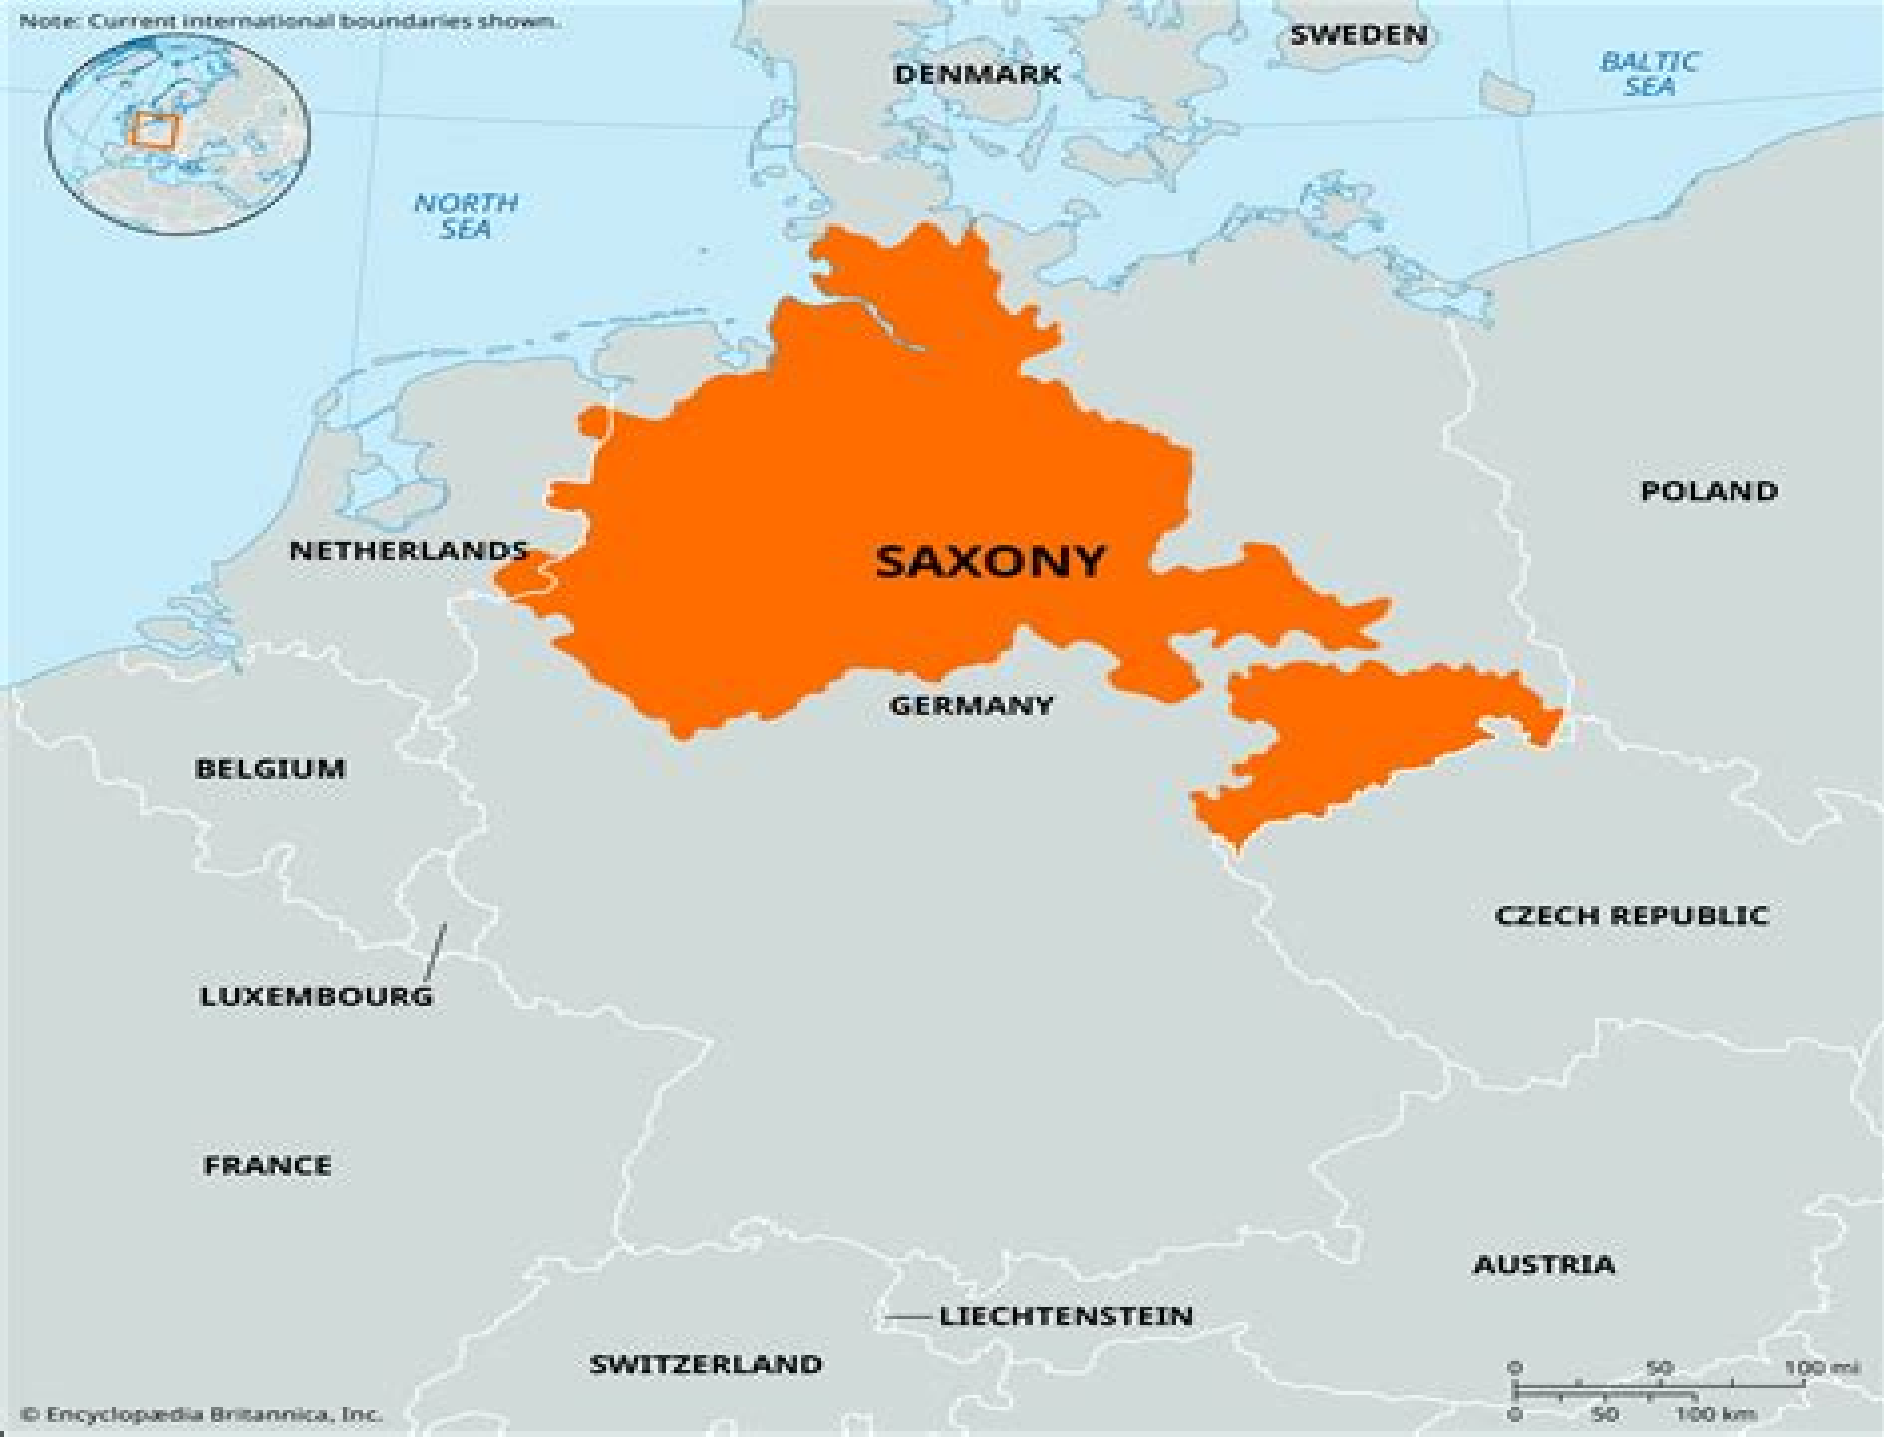 Note: Current international boundaries shown.
SWEDEN
DENMARK
BALTIC
SEA
NORTH
SEA
POLAND
NETHERLANDS
SAXONY
GERMANY
BELGIUM
CZECH REPUBLIC
LUXEMBOURG
FRANCE
AUSTRIA
LIECHTENSTEIN
SWITZERLAND
0 50 100 mi
0 50 100 km
© Encyclopædia Britannica, Inc.